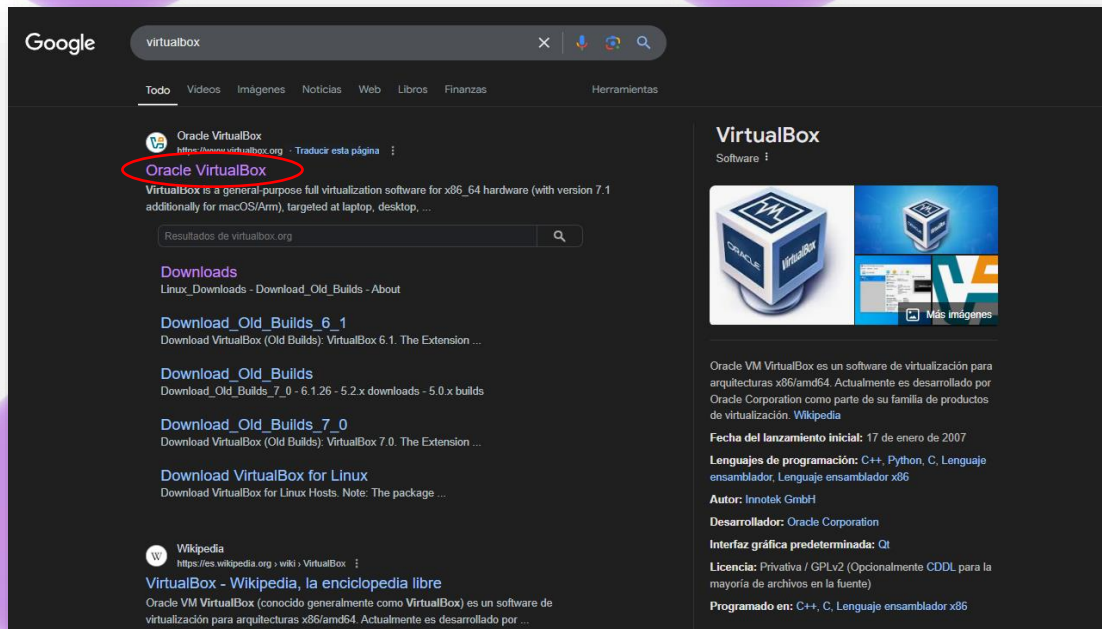 Google
virtualbox
Todo Videos Imágenes Noticias Web Libros Finanzas Herramientas
Oracle VirtualBox
https://www.virtualbox.org · Traducir esta página
Oracle VirtualBox
VirtualBox is a general-purpose full virtualization software for x86_64 hardware (with version 7.1
additionally for macOS/Arm), targeted at laptop, desktop, ...
Resultados de virtualbox.org
Downloads
Linux_Downloads - Download_Old_Builds - About
Download_Old_Builds_6_1
Download VirtualBox (Old Builds): VirtualBox 6.1. The Extension ...
Download_Old_Builds
Download_Old_Builds_7_0 - 6.1.26 - 5.2.x downloads - 5.0.x builds
Download_Old_Builds_7_0
Download VirtualBox (Old Builds): VirtualBox 7.0. The Extension ...
Download VirtualBox for Linux
Download VirtualBox for Linux Hosts. Note: The package ...
Wikipedia
https://es.wikipedia.org › wiki › VirtualBox
VirtualBox - Wikipedia, la enciclopedia libre
Oracle VM VirtualBox (conocido generalmente como VirtualBox) es un software de
virtualización para arquitecturas x86/amd64. Actualmente es desarrollado por ...
VirtualBox
Software
ORACLE
VirtualBox
Más imágenes
Oracle VM VirtualBox es un software de virtualización para
arquitecturas x86/amd64. Actualmente es desarrollado por
Oracle Corporation como parte de su familia de productos
de virtualización. Wikipedia
Fecha del lanzamiento inicial: 17 de enero de 2007
Lenguajes de programación: C++, Python, C, Lenguaje
ensamblador, Lenguaje ensamblador x86
Autor: Innotek GmbH
Desarrollador: Oracle Corporation
Interfaz gráfica predeterminada: Qt
Licencia: Privativa / GPLv2 (Opcionalmente CDDL para la
mayoría de archivos en la fuente)
Programado en: C++, C, Lenguaje ensamblador x86